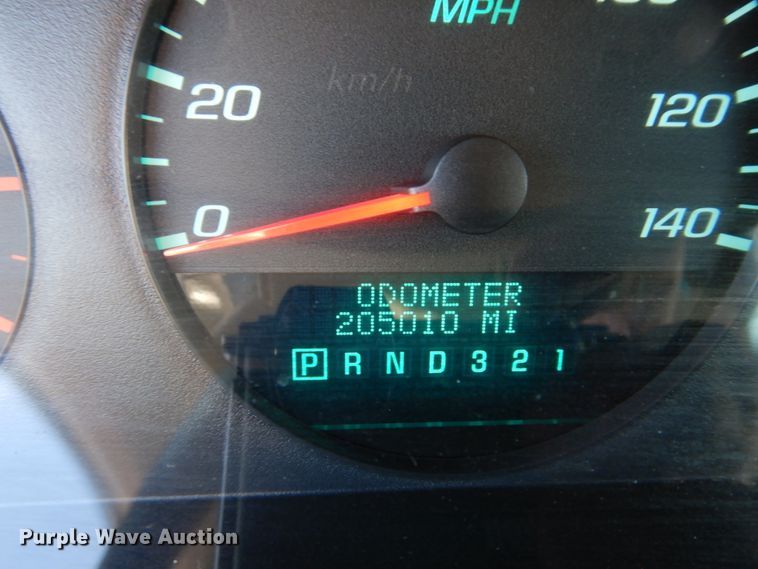 MPH
km/h
20
120
0
140
ODOMETER
205010 MI
P R N D 3 2 1
Purple Wave Auction